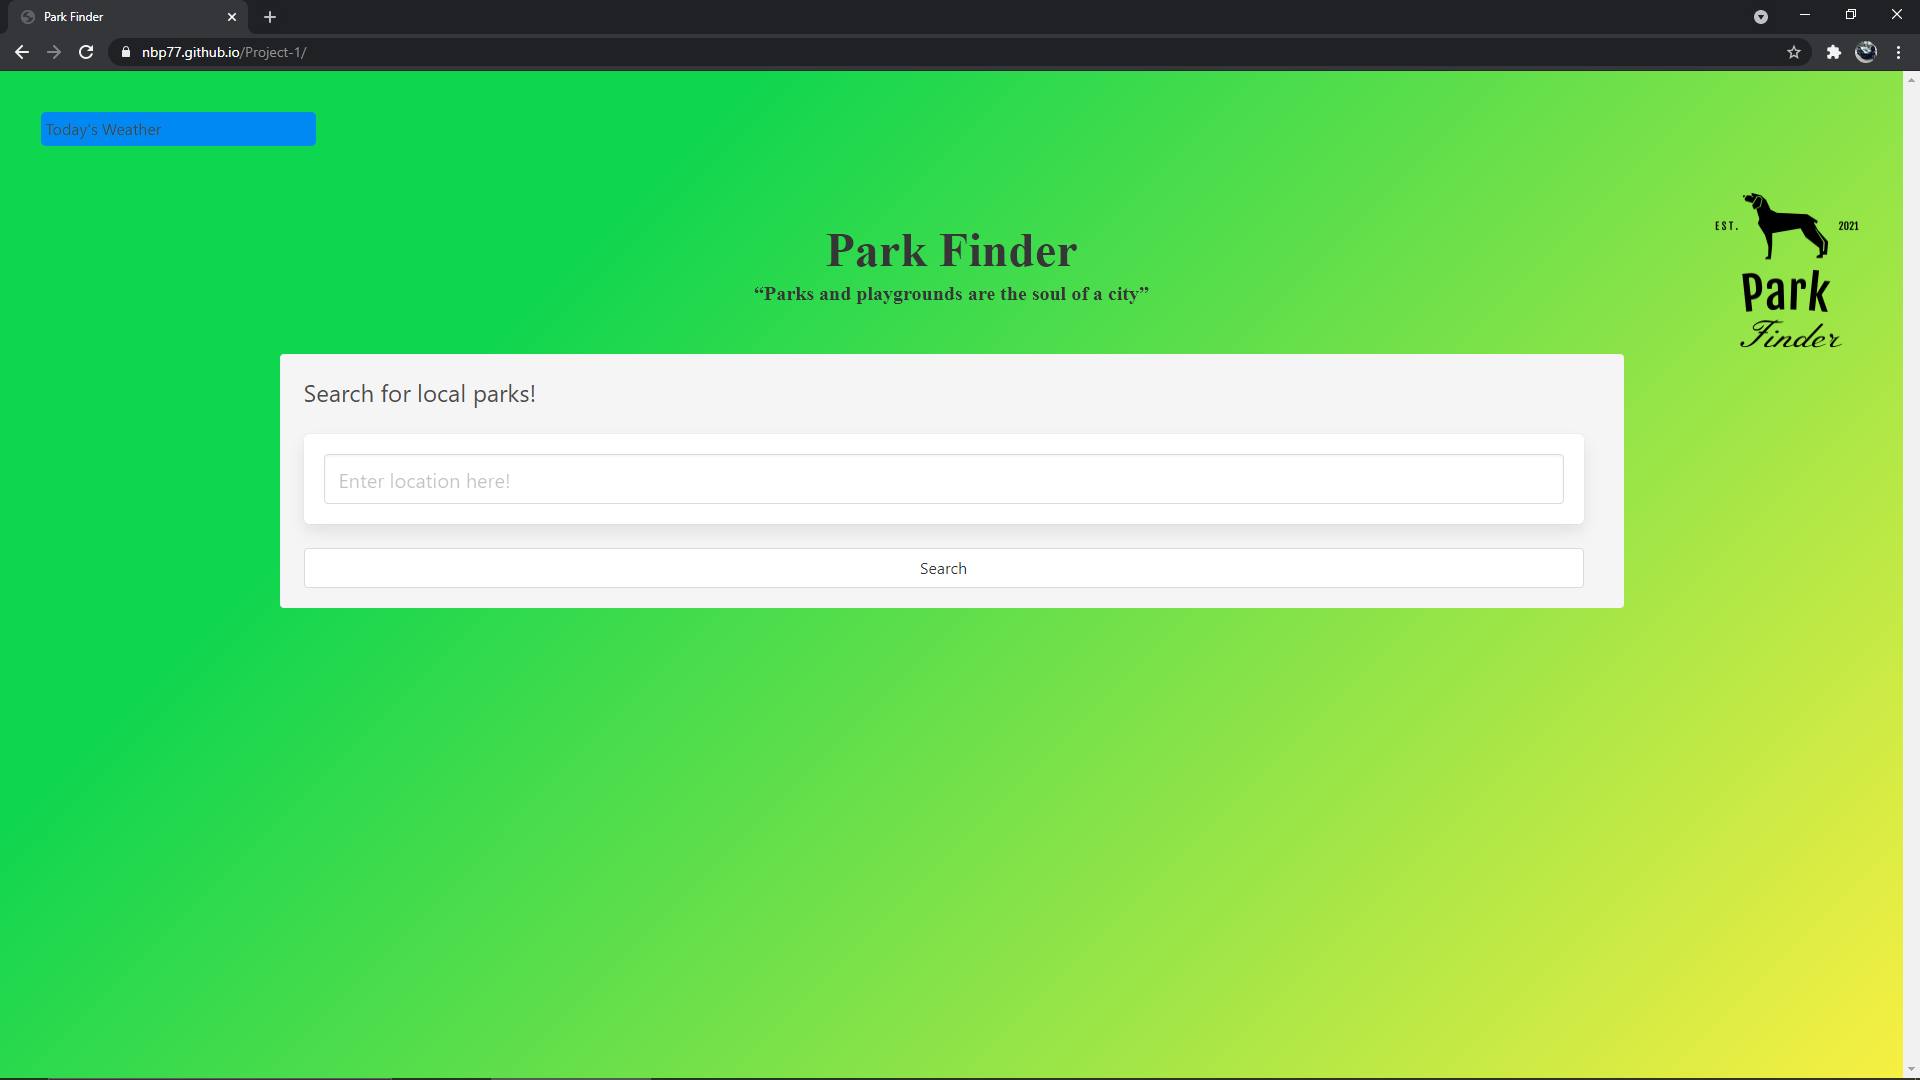 Park Finder
nbp77.github.io/Project-1/
Today's Weather
Park Finder
“Parks and playgrounds are the soul of a city”
EST. 2021
Park
Finder
Search for local parks!
Enter location here!
Search